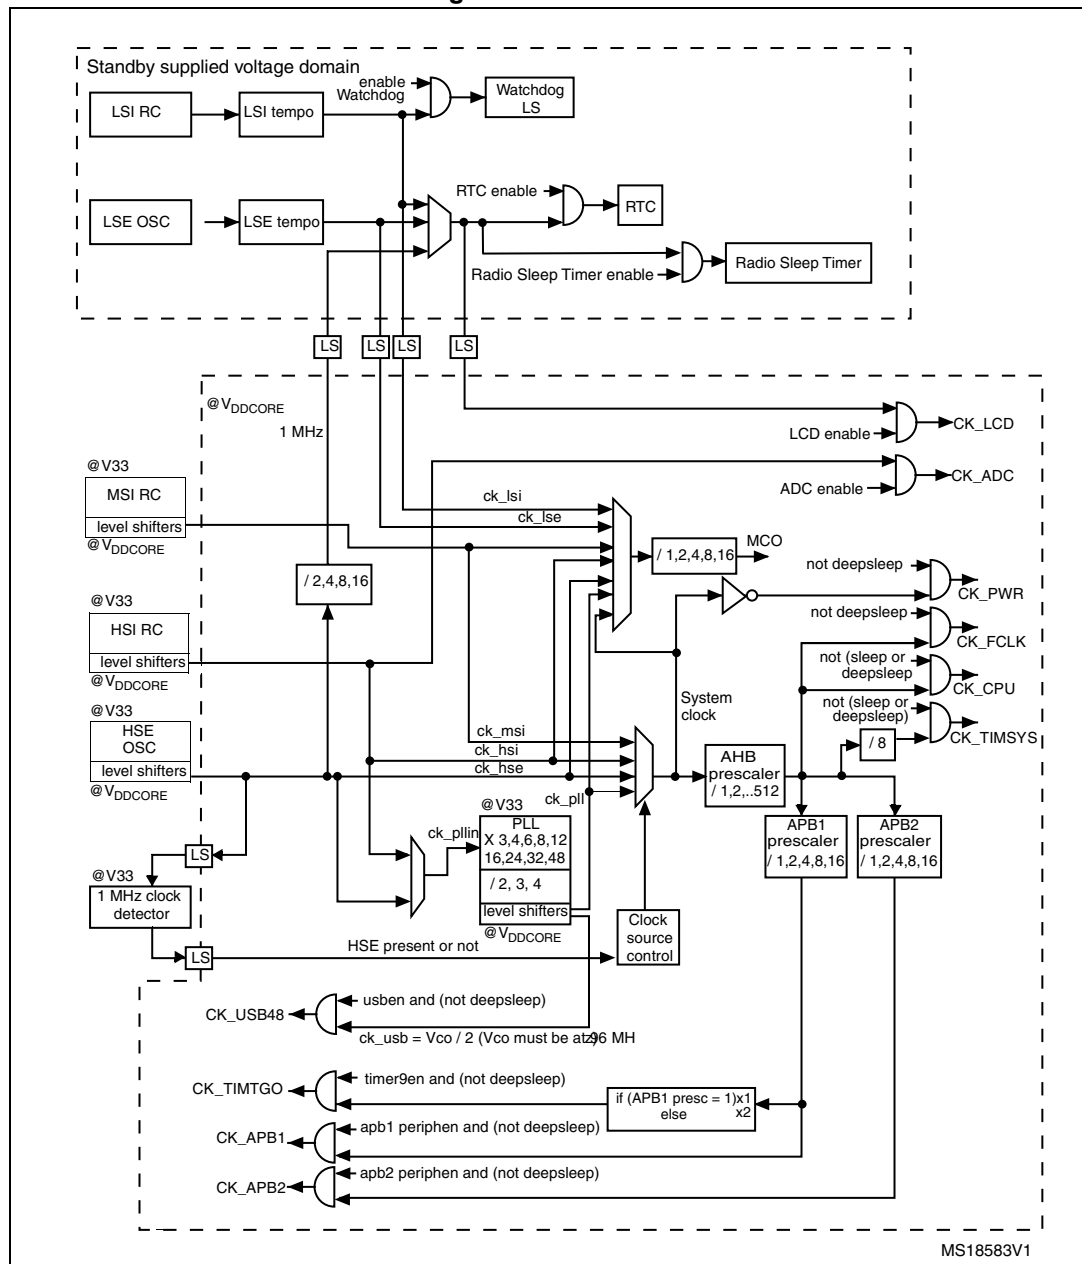 Standby supplied voltage domain
enable
Watchdog
Watchdog
LS
LSI RC
LSI tempo
RTC enable
RTC
LSE OSC
LSE tempo
Radio Sleep Timer enable
Radio Sleep Timer
LS
LS
LS
LS
@VDDCORE
1 MHz
LCD enable
CK_LCD
@V33
MSI RC
level shifters
@VDDCORE
ADC enable
CK_ADC
ck_lsi
ck_lse
MCO
/ 1,2,4,8,16
/ 2,4,8,16
not deepsleep
CK_PWR
@V33
HSI RC
level shifters
@VDDCORE
not deepsleep
CK_FCLK
not (sleep or
deepsleep
CK_CPU
System
clock
not (sleep or
deepsleep)
CK_TIMSYS
@V33
HSE
OSC
level shifters
@VDDCORE
ck_msi
ck_hsi
ck_hse
ck_pll
/ 8
AHB
prescaler
/ 1,2,..512
@V33
PLL
X 3,4,6,8,12
16,24,32,48
/ 2, 3, 4
level shifters
@VDDCORE
ck_pllin
APB1
prescaler
/ 1,2,4,8,16
APB2
prescaler
/ 1,2,4,8,16
LS
@V33
1 MHz clock
detector
LS
HSE present or not
Clock
source
control
CK_USB48
usben and (not deepsleep)
ck_usb = Vco / 2 (Vco must be atz)96 MH
CK_TIMTGO
timer9en and (not deepsleep)
if (APB1 presc = 1)x1
else x2
CK_APB1
apb1 periphen and (not deepsleep)
CK_APB2
apb2 periphen and (not deepsleep)
MS18583V1